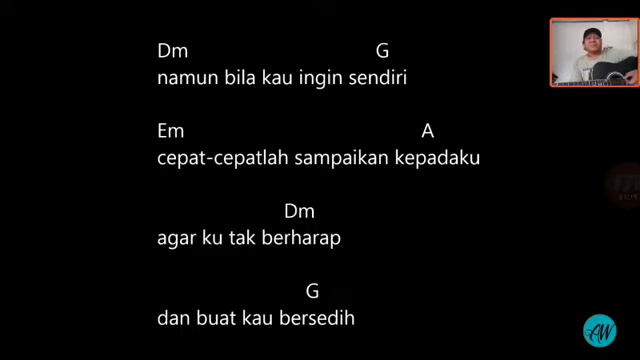 Dm G
namun bila kau ingin sendiri
Em A
cepat-cepatlah sampaikan kepadaku
Dm
agar ku tak berharap
G
dan buat kau bersedih
AW